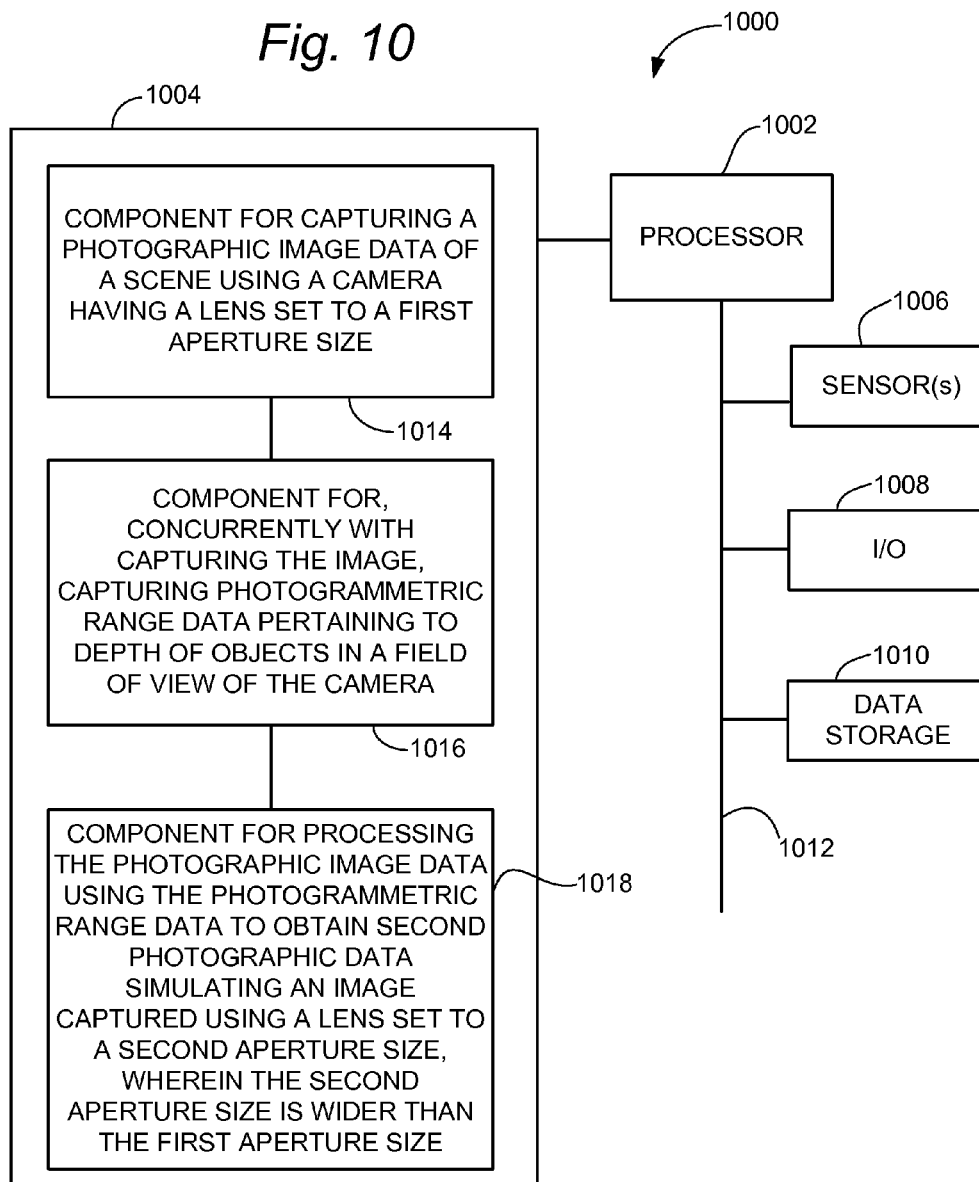 Fig. 10
1000
1004
COMPONENT FOR CAPTURING A
PHOTOGRAPHIC IMAGE DATA OF
A SCENE USING A CAMERA
HAVING A LENS SET TO A FIRST
APERTURE SIZE
1014
COMPONENT FOR,
CONCURRENTLY WITH
CAPTURING THE IMAGE,
CAPTURING PHOTOGRAMMETRIC
RANGE DATA PERTAINING TO
DEPTH OF OBJECTS IN A FIELD
OF VIEW OF THE CAMERA
1016
COMPONENT FOR PROCESSING
THE PHOTOGRAPHIC IMAGE DATA
USING THE PHOTOGRAMMETRIC
RANGE DATA TO OBTAIN SECOND
PHOTOGRAPHIC DATA
SIMULATING AN IMAGE
CAPTURED USING A LENS SET TO
A SECOND APERTURE SIZE,
WHEREIN THE SECOND
APERTURE SIZE IS WIDER THAN
THE FIRST APERTURE SIZE
1018
1002
PROCESSOR
1006
SENSOR(s)
1008
I/O
1010
DATA
STORAGE
1012